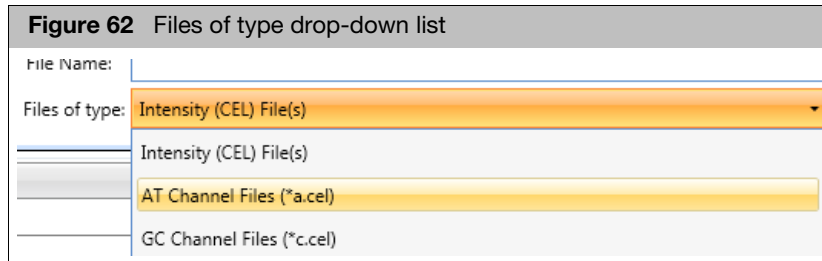 Figure 62 Files of type drop-down list
File Name:
Files of type: Intensity (CEL) File(s)
Intensity (CEL) File(s)
AT Channel Files (*a.cel)
GC Channel Files (*c.cel)